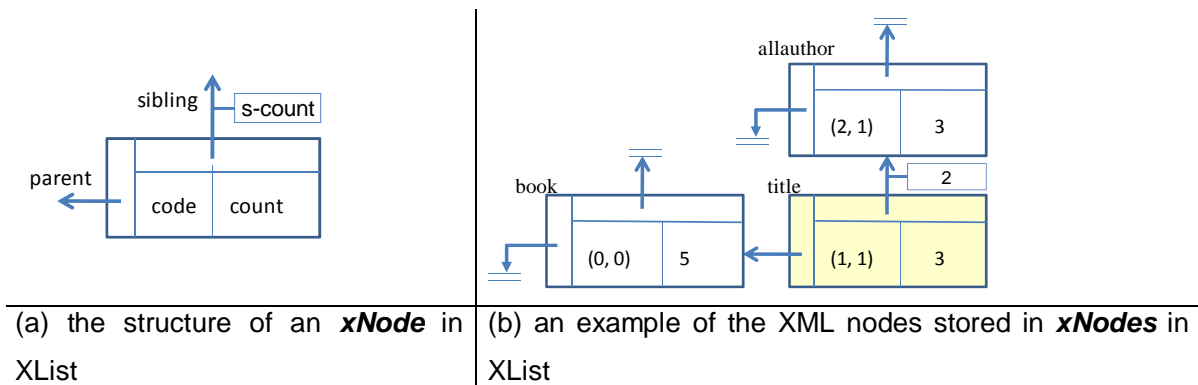 sibling
s-count
parent
code
count
allauthor
(2, 1)
3
2
book
title
(0, 0)
5
(1, 1)
3
(a) the structure of an xNode in
XList
(b) an example of the XML nodes stored in xNodes in
XList